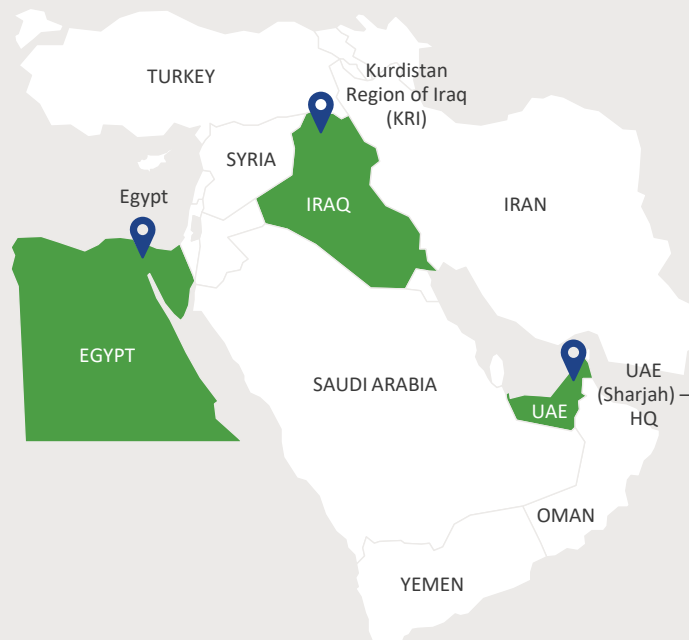 TURKEY
Kurdistan
Region of Iraq
(KRI)
SYRIA
Egypt
IRAQ
IRAN
EGYPT
SAUDI ARABIA
UAE
(Sharjah) –
HQ
UAE
OMAN
YEMEN